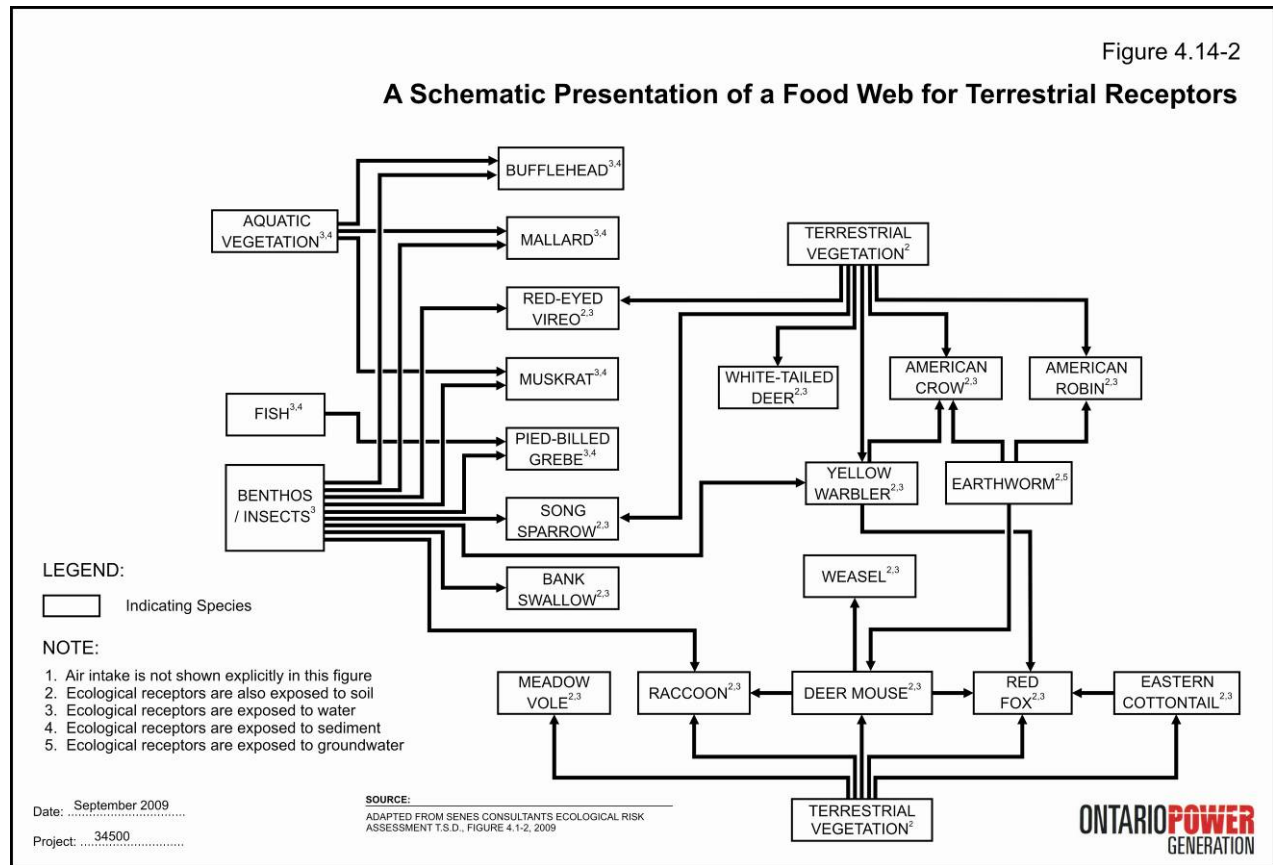 Figure 4.14-2
A Schematic Presentation of a Food Web for Terrestrial Receptors
BUFFLEHEAD3,4
AQUATIC
VEGETATION3,4
MALLARD3,4
TERRESTRIAL
VEGETATION2
RED-EYED
VIREO2,3
MUSKRAT3,4
WHITE-TAILED
DEER2,3
AMERICAN
CROW2,3
AMERICAN
ROBIN2,3
FISH3,4
PIED-BILLED
GREBE3,4
BENTHOS
/ INSECTS3
YELLOW
WARBLER2,3
EARTHWORM2,5
SONG
SPARROW2,3
BANK
SWALLOW2,3
WEASEL2,3
LEGEND:
Indicating Species
NOTE:
1. Air intake is not shown explicitly in this figure
2. Ecological receptors are also exposed to soil
3. Ecological receptors are exposed to water
4. Ecological receptors are exposed to sediment
5. Ecological receptors are exposed to groundwater
MEADOW
VOLE2,3
RACCOON2,3
DEER MOUSE2,3
RED
FOX2,3
EASTERN
COTTONTAIL2,3
TERRESTRIAL
VEGETATION2
Date: September 2009
Project: 34500
SOURCE:
ADAPTED FROM SENES CONSULTANTS ECOLOGICAL RISK
ASSESSMENT T.S.D., FIGURE 4.1-2, 2009
ONTARIOPOWER
GENERATION